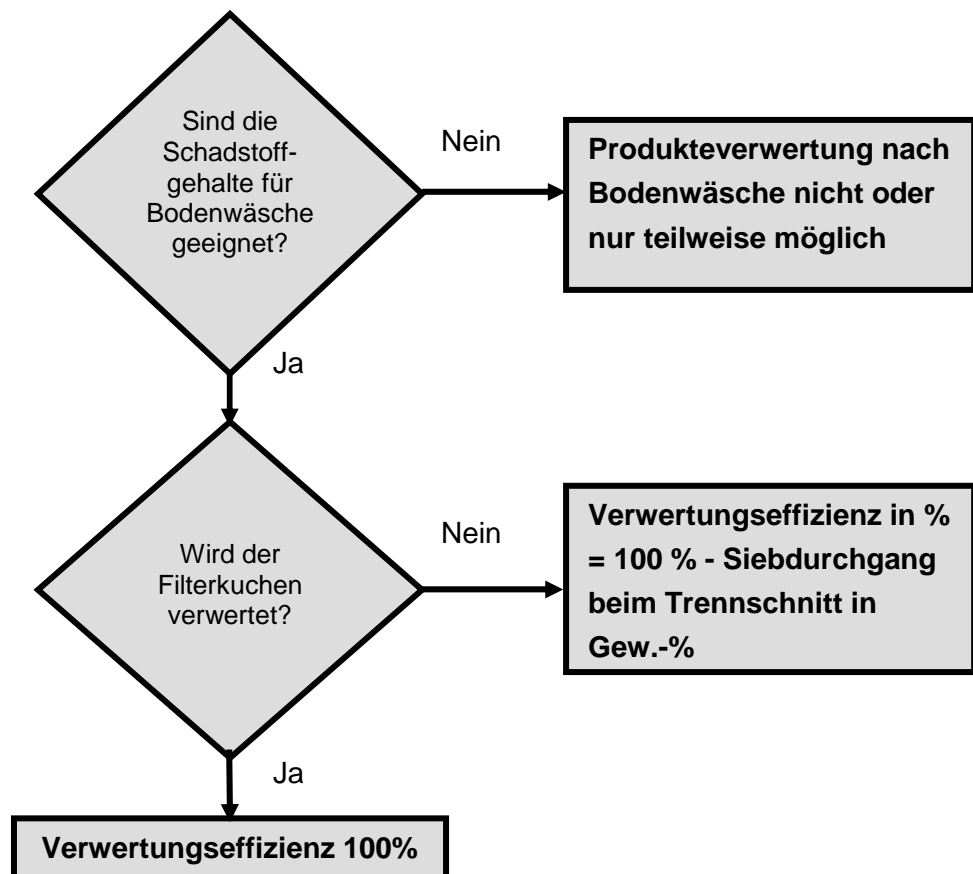 Sind die
Schadstoff-
gehalte für
Bodenwäsche
geeignet?
Nein
Produkteverwertung nach
Bodenwäsche nicht oder
nur teilweise möglich
Ja
Wird der
Filterkuchen
verwertet?
Nein
Verwertungseffizienz in %
= 100 % - Siebdurchgang
beim Trennschnitt in
Gew.-%
Ja
Verwertungseffizienz 100%